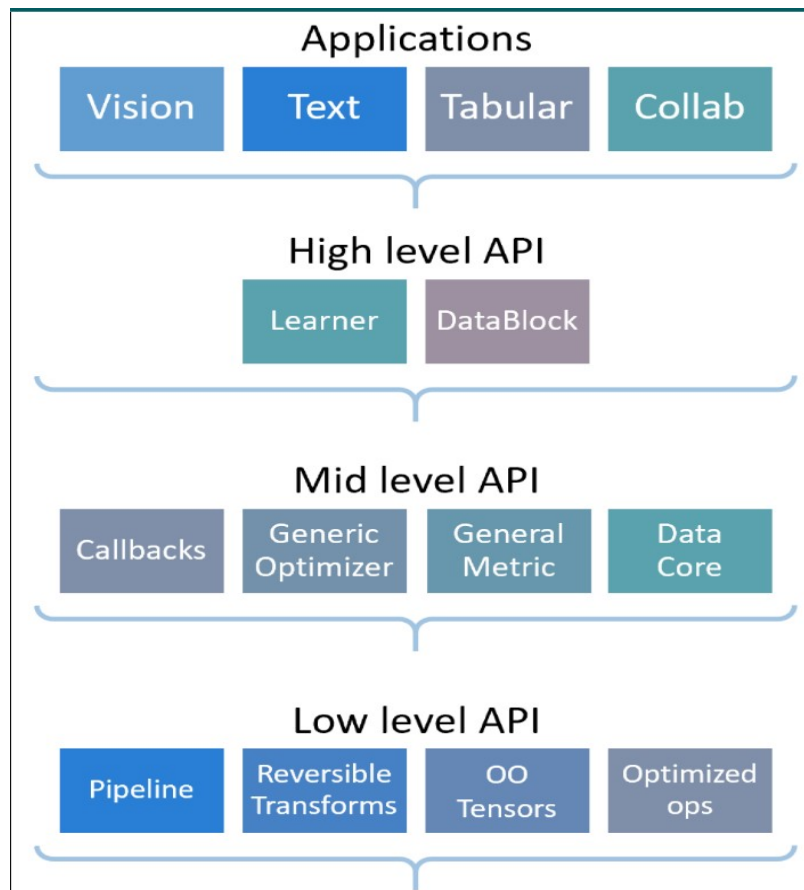 Applications
Vision
Text
Tabular
Collab
High level API
Learner
DataBlock
Mid level API
Callbacks
Generic
Optimizer
General
Metric
Data
Core
Low level API
Pipeline
Reversible
Transforms
OO
Tensors
Optimized
ops